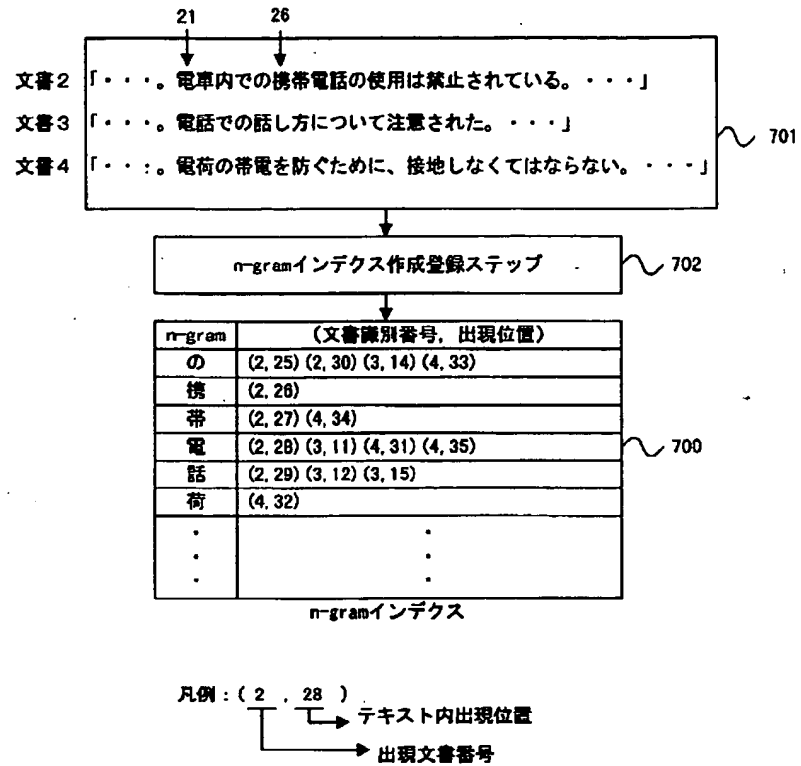 21 26
文書2 「・・・。電車内での携帯電話の使用は禁止されている。・・・」
文書3 「・・・。電話での話し方について注意された。・・・」
文書4 「・・・。電荷の帯電を防ぐために、接地しなくてはならない。・・・」
701
n-gramインデクス作成登録ステップ
702
n-gram (文書識別番号, 出現位置)
の (2, 25) (2, 30) (3, 14) (4, 33)
携 (2, 26)
帯 (2, 27) (4, 34)
電 (2, 28) (3, 11) (4, 31) (4, 35)
700
話 (2, 29) (3, 12) (3, 15)
荷 (4, 32)
・ ・
・ ・
・ ・
n-gramインデクス
凡例:( 2 , 28 )
テキスト内出現位置
出現文書番号